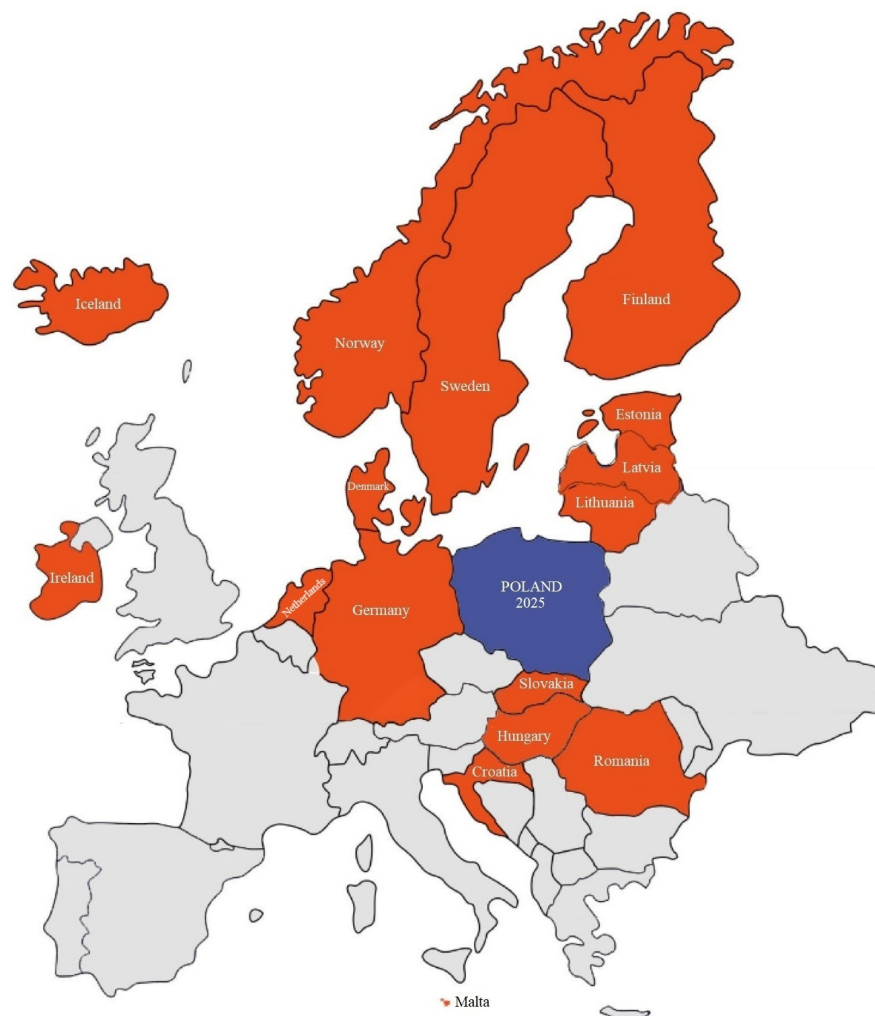 Iceland
Norway
Sweden
Finland
Estonia
Latvia
Lithuania
Denmark
Ireland
Netherlands
Germany
POLAND
2025
Slovakia
Hungary
Croatia
Romania
Malta